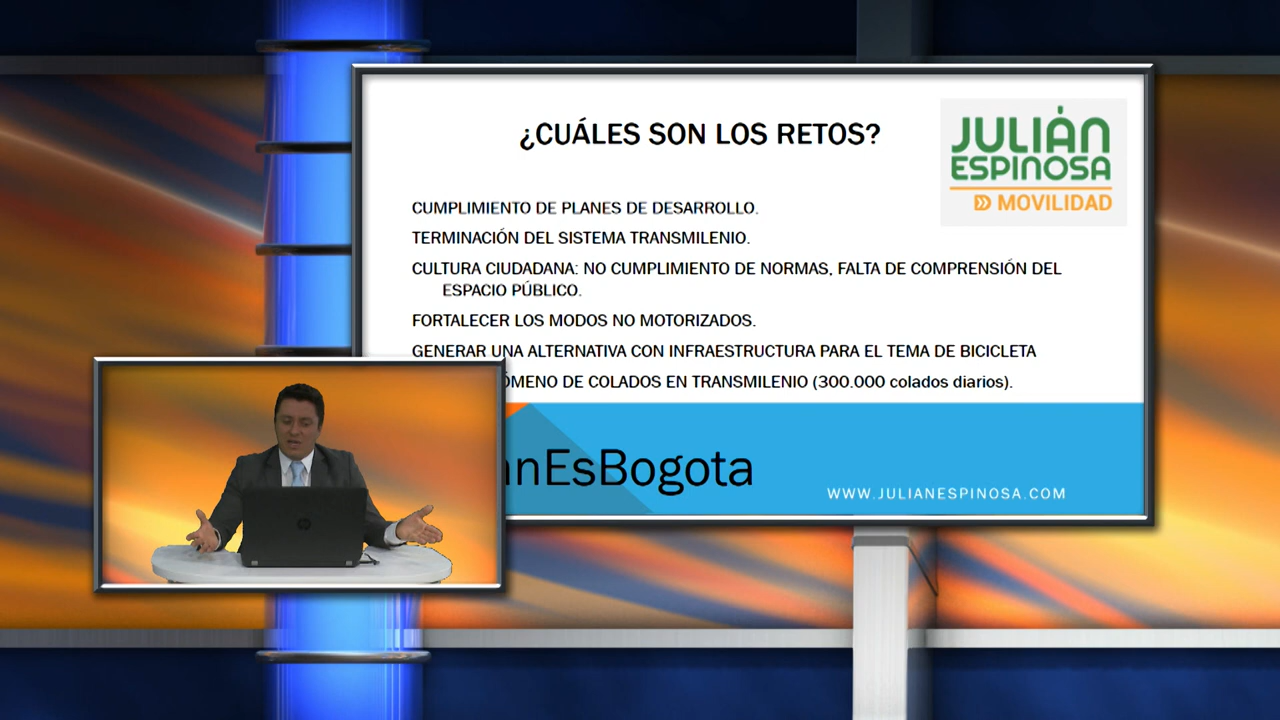 ¿CUÁLES SON LOS RETOS?
JULIÁN
ESPINOSA
MOVILIDAD
CUMPLIMIENTO DE PLANES DE DESARROLLO.
TERMINACIÓN DEL SISTEMA TRANSMILENIO.
CULTURA CIUDADANA: NO CUMPLIMIENTO DE NORMAS, FALTA DE COMPRENSIÓN DEL
ESPACIO PÚBLICO.
FORTALECER LOS MODOS NO MOTORIZADOS.
GENERAR UNA ALTERNATIVA CON INFRAESTRUCTURA PARA EL TEMA DE BICICLETA
DE COLADOS EN TRANSMILENIO (300.000 colados diarios).
nEsBogota
WWW.JULIANESPINOSA.COM
hp